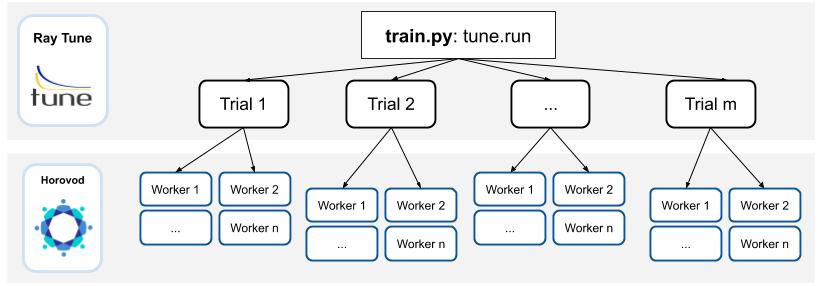 Ray Tune
tune
train.py: tune.run
Trial 1
Trial 2
...
Trial m
Horovod
Worker 1
Worker 2
...
Worker n
Worker 1
Worker 2
...
Worker n
Worker 1
Worker 2
...
Worker n
Worker 1
Worker 2
...
Worker n